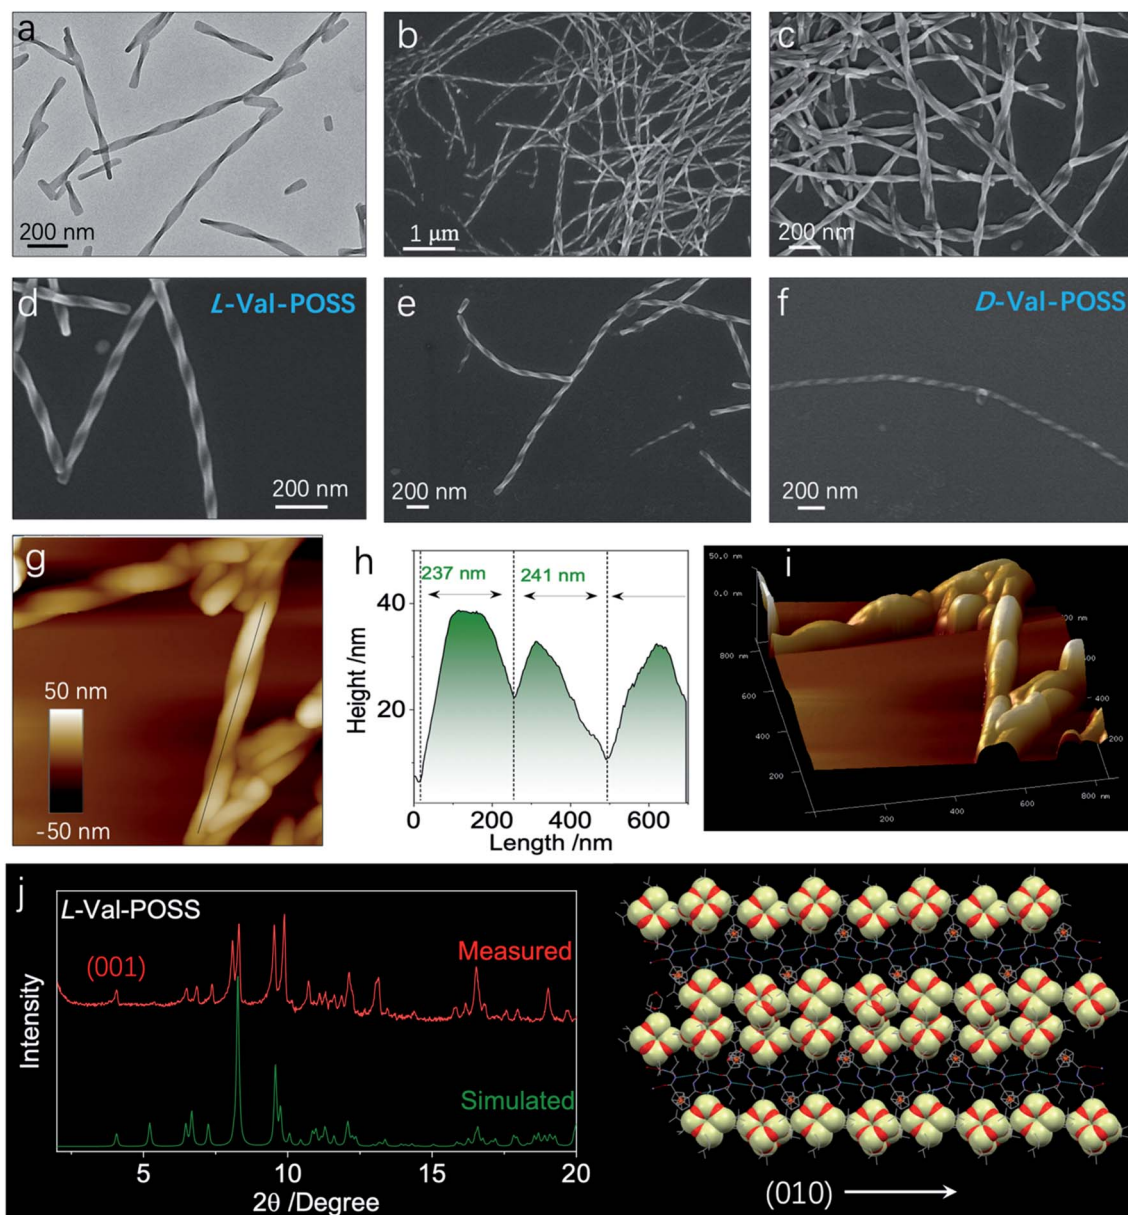 a
200 nm
b
1 μm
c
200 nm
d
L-Val-POSS
200 nm
e
200 nm
f
D-Val-POSS
200 nm
g
50 nm
-50 nm
h
237 nm
241 nm
40
20
Height /nm
0
200
400
600
Length /nm
i
50.0 nm
0.0 nm
800 nm
600
400
200
200
400
600
800 nm
400
200
j
L-Val-POSS
(001)
Measured
Simulated
Intensity
5
10
15
20
2θ /Degree
(010)